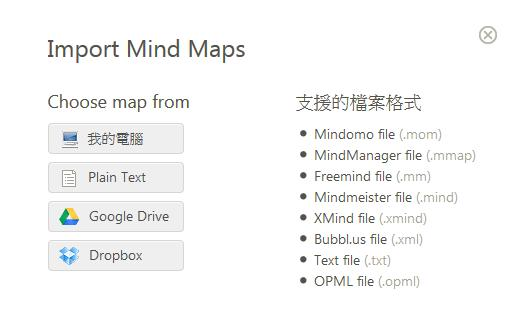 Import Mind Maps
Choose map from
我的電腦
Plain Text
Google Drive
Dropbox
支援的檔案格式
Mindomo file (.mom)
MindManager file (.mmap)
Freemind file (.mm)
Mindmeister file (.mind)
XMind file (.xmind)
Bubbl.us file (.xml)
Text file (.txt)
OPML file (.opml)